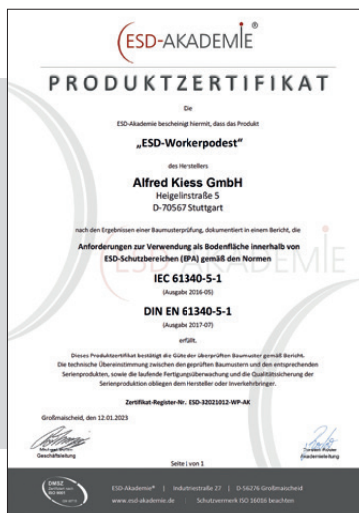 ESD-AKADEMIE®
PRODUKTZERTIFIKAT
Die
ESD-Akademie bescheinigt hiermit, dass das Produkt
„ESD-Workerpodest“
des Herstellers
Alfred Kiess GmbH
Heigelinstraße 5
D-70567 Stuttgart
nach den Ergebnissen einer Baumusterprüfung, dokumentiert in einem Bericht, die
Anforderungen zur Verwendung als Bodenfläche innerhalb von
ESD-Schutzbereichen (EPA) gemäß den Normen
IEC 61340-5-1
(Ausgabe 2016-05)
DIN EN 61340-5-1
(Ausgabe 2017-07)
erfüllt.
Dieses Produktzertifikat bestätigt die Güte der überprüften Baumuster gemäß Bericht.
Die technische Übereinstimmung zwischen den geprüften Baumustern und den entsprechenden
Serienprodukten, sowie die laufende Fertigungsüberwachung und die Qualitätssicherung der
Serienproduktion obliegen dem Hersteller oder Inverkehrbringer.
Zertifikat-Register-Nr. ESD-32021012-WP-AK
Großmaischeid, den 12.01.2023
Geschäftsleitung
Akademieleitung
Seite 1 von 1
DMSZ
ESD-Akademie® | Industriestraße 27 | D-56276 Großmaischeid
www.esd-akademie.de | Schutzvermerk ISO 16016 beachten